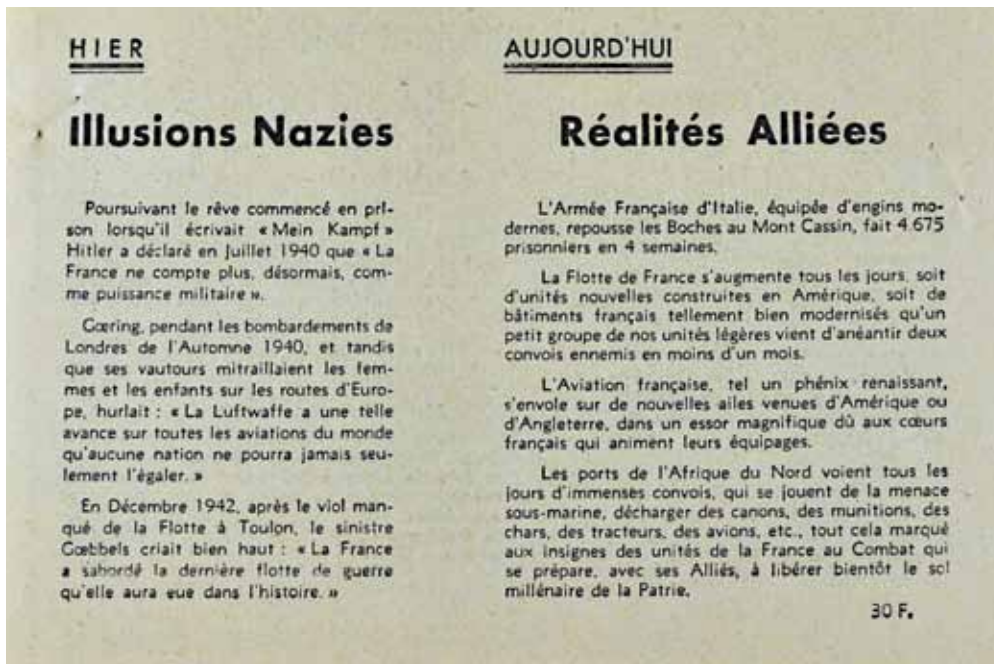 HIER
Illusions Nazies
Poursuivant le rêve commencé en pri-
son lorsqu'il écrivait « Mein Kampf »
Hitler a déclaré en Juillet 1940 que « La
France ne compte plus, désormais, com-
me puissance militaire ».
Gœring, pendant les bombardements de
Londres de l'Automne 1940, et tandis
que ses vautours mitraillaient les fem-
mes et les enfants sur les routes d'Euro-
pe, hurlait : « La Luftwaffe a une telle
avance sur toutes les aviations du monde
qu'aucune nation ne pourra jamais seu-
lement l'égaler. »
En Décembre 1942, après le viol man-
qué de la Flotte à Toulon, le sinistre
Gœbbels criait bien haut : « La France
a sabordé la dernière flotte de guerre
qu'elle aura eue dans l'histoire. »
AUJOURD'HUI
Réalités Alliées
L'Armée Française d'Italie, équipée d'engins mo-
dernes, repousse les Boches au Mont Cassin, fait 4.675
prisonniers en 4 semaines.
La Flotte de France s'augmente tous les jours, soit
d'unités nouvelles construites en Amérique, soit de
bâtiments français tellement bien modernisés qu'un
petit groupe de nos unités légères vient d'anéantir deux
convois ennemis en moins d'un mois.
L'Aviation française, tel un phénix renaissant,
s'envole sur de nouvelles ailes venues d'Amérique ou
d'Angleterre, dans un essor magnifique dû aux cœurs
français qui animent leurs équipages.
Les ports de l'Afrique du Nord voient tous les
jours d'immenses convois, qui se jouent de la menace
sous-marine, décharger des canons, des munitions, des
chars, des tracteurs, des avions, etc., tout cela marqué
aux insignes des unités de la France au Combat qui
se prépare, avec ses Alliés, à libérer bientôt le sol
millénaire de la Patrie.
30 F.